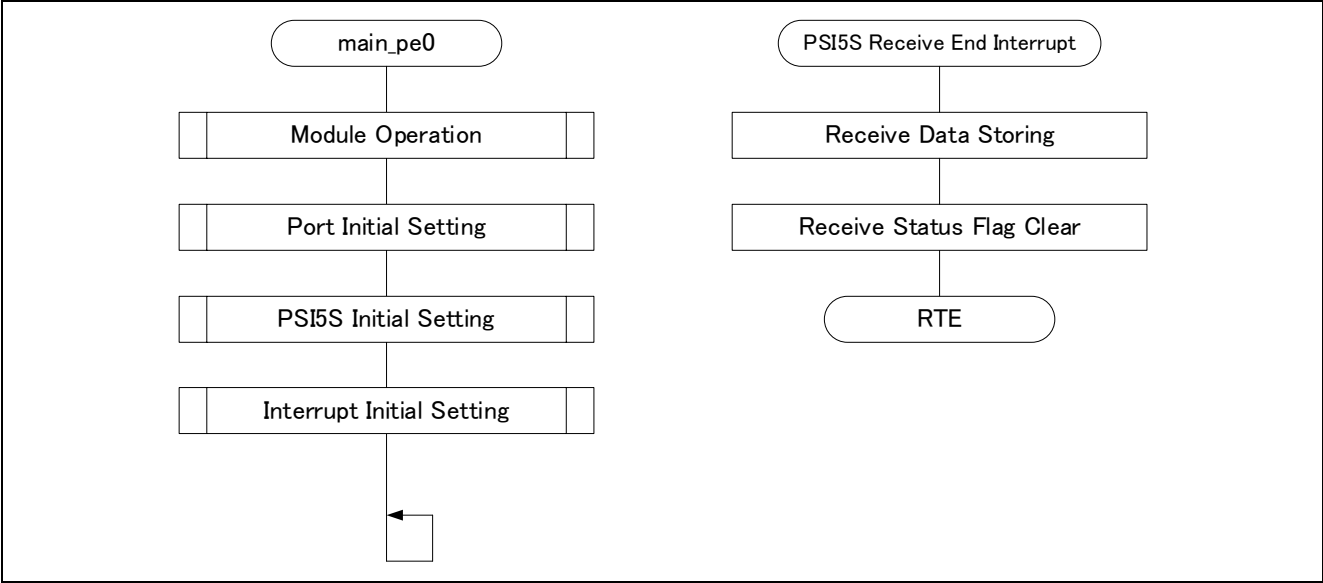 main_pe0
Module Operation
Port Initial Setting
PSI5S Initial Setting
Interrupt Initial Setting
PSI5S Receive End Interrupt
Receive Data Storing
Receive Status Flag Clear
RTE